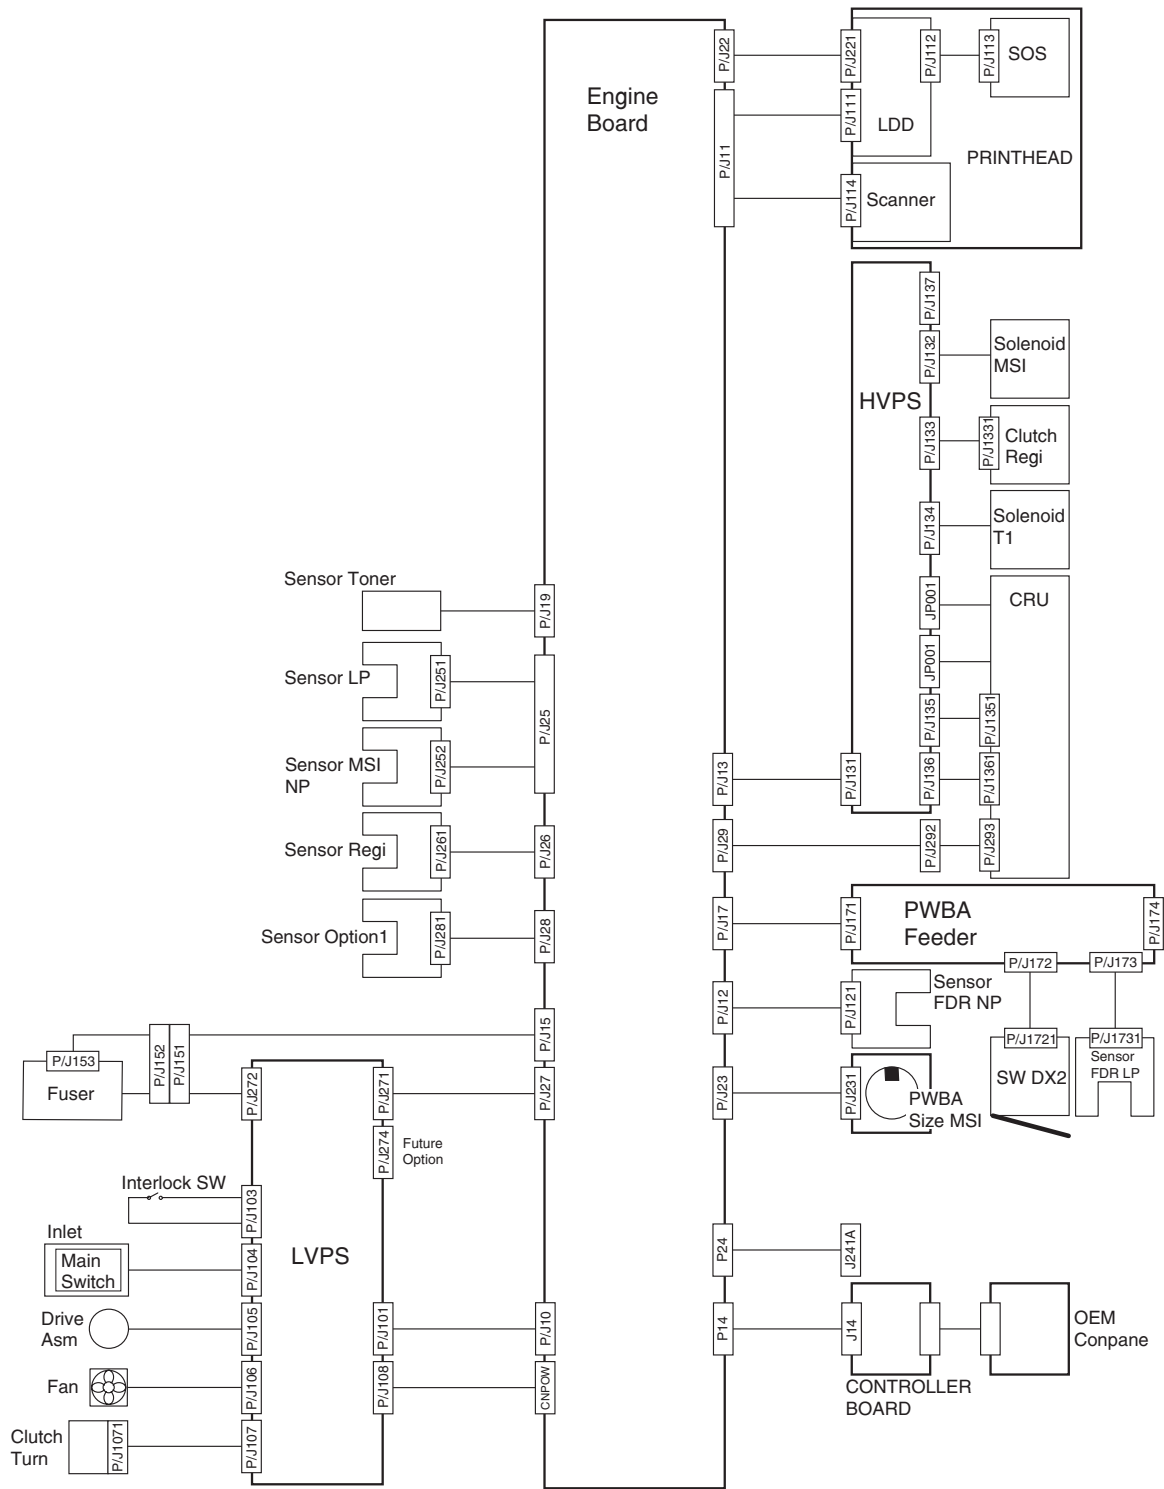 Engine
Board
P/J22
P/J11
P/J221
P/J111
P/J112
P/J113
SOS
LDD
PRINTHEAD
P/J114
Scanner
HVPS
P/J137
P/J132
Solenoid
MSI
P/J133
P/J1331
Clutch
Regi
P/J134
Solenoid
T1
JP001
CRU
JP001
P/J135
P/J1351
P/J13
P/J131
P/J136
P/J1361
P/J29
P/J292
P/J293
Sensor Toner
P/J19
Sensor LP
P/J251
P/J25
Sensor MSI
NP
P/J252
Sensor Regi
P/J261
P/J26
Sensor Option1
P/J281
P/J28
P/J17
P/J171
PWBA
Feeder
P/J174
P/J172
P/J173
P/J12
P/J121
Sensor
FDR NP
P/J1721
SW DX2
P/J1731
Sensor
FDR LP
P/J23
P/J231
PWBA
Size MSI
P/J15
P/J153
P/J152
P/J151
Fuser
P/J272
P/J271
P/J27
P/J274
Future
Option
Interlock SW
P/J103
Inlet
Main
Switch
P/J104
LVPS
Drive
Asm
P/J105
P/J101
P/J10
Fan
P/J106
P/J108
CNPOW
Clutch
Turn
P/J1071
P/J107
P24
J241A
P14
J14
CONTROLLER
BOARD
OEM
Conpane